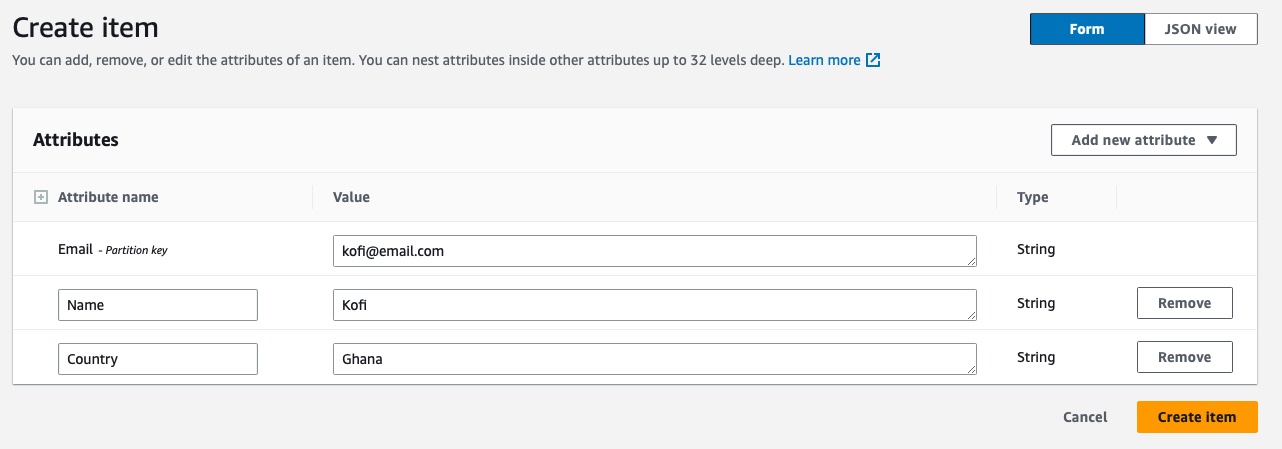 Create item
Form
JSON view
You can add, remove, or edit the attributes of an item. You can nest attributes inside other attributes up to 32 levels deep. Learn more
Attributes
Add new attribute
Attribute name
Value
Type
Email - Partition key
kofi@email.com
String
Name
Kofi
String
Remove
Country
Ghana
String
Remove
Cancel
Create item